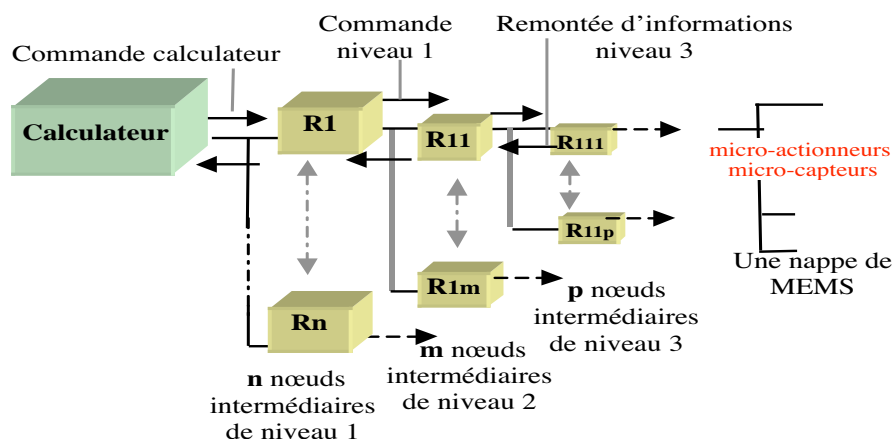 Commande
niveau 1
Remontée d'informations
niveau 3
Commande calculateur
Calculateur
R1
R11
R111
micro-actionneurs
micro-capteurs
R11p
Une nappe de
MEMS
R1m
Rn
p nœuds
intermédiaires
de niveau 3
m nœuds
intermédiaires
de niveau 2
n nœuds
intermédiaires
de niveau 1